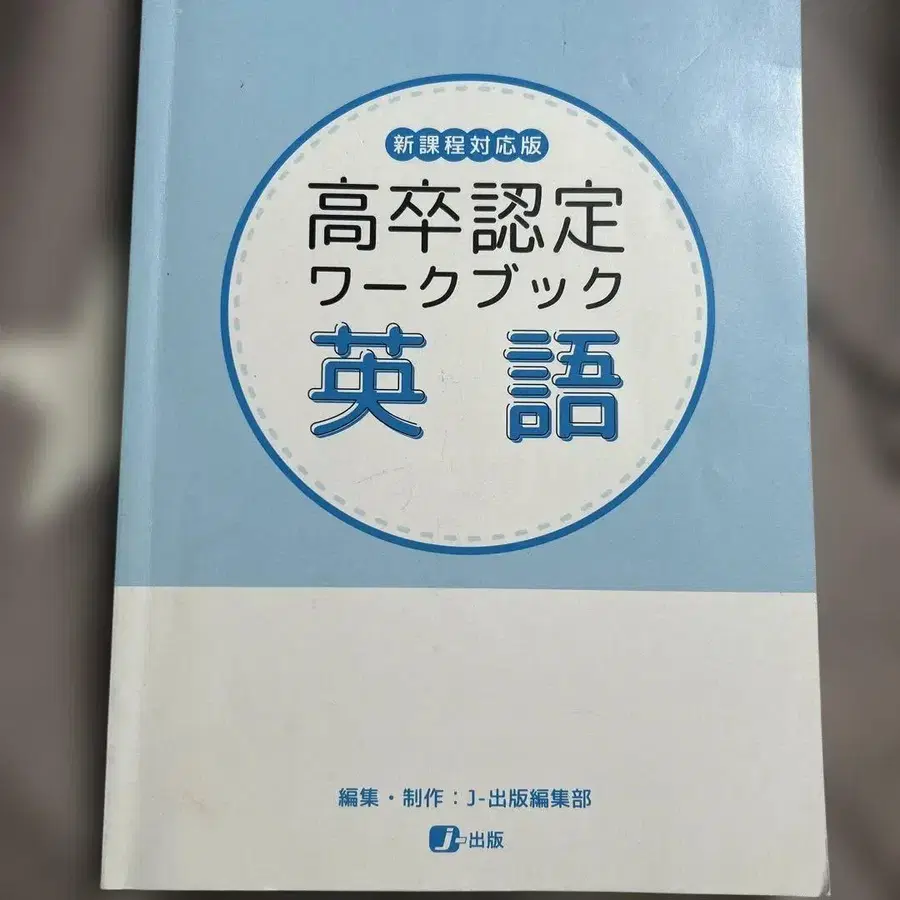 新課程対応版
高卒認定
ワークブック
英語
編集・制作：J-出版編集部
J-出版